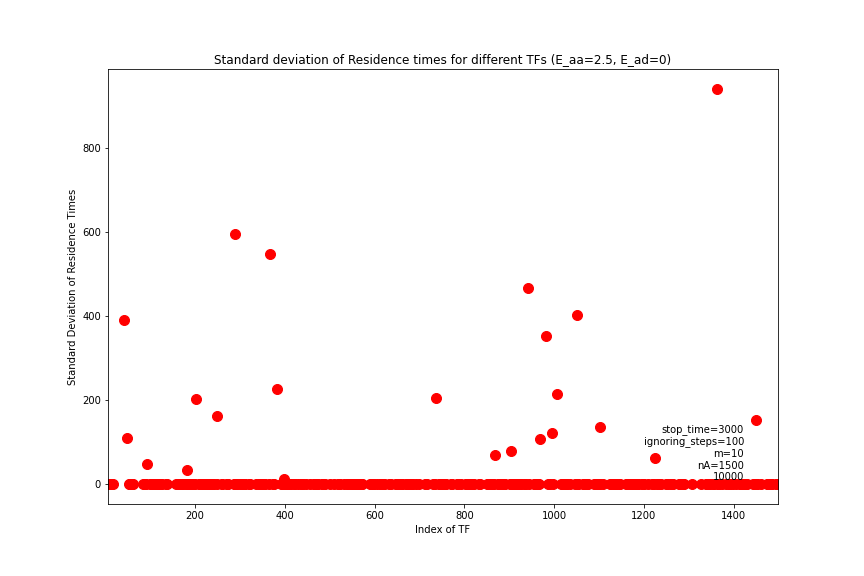 Standard deviation of Residence times for different TFs (E_aa=2.5, E_ad=0)
Standard Deviation of Residence Times
800
600
400
200
0
stop_time=3000
ignoring_steps=100
m=10
nA=1500
10000
200 400 600 800 1000 1200 1400
Index of TF